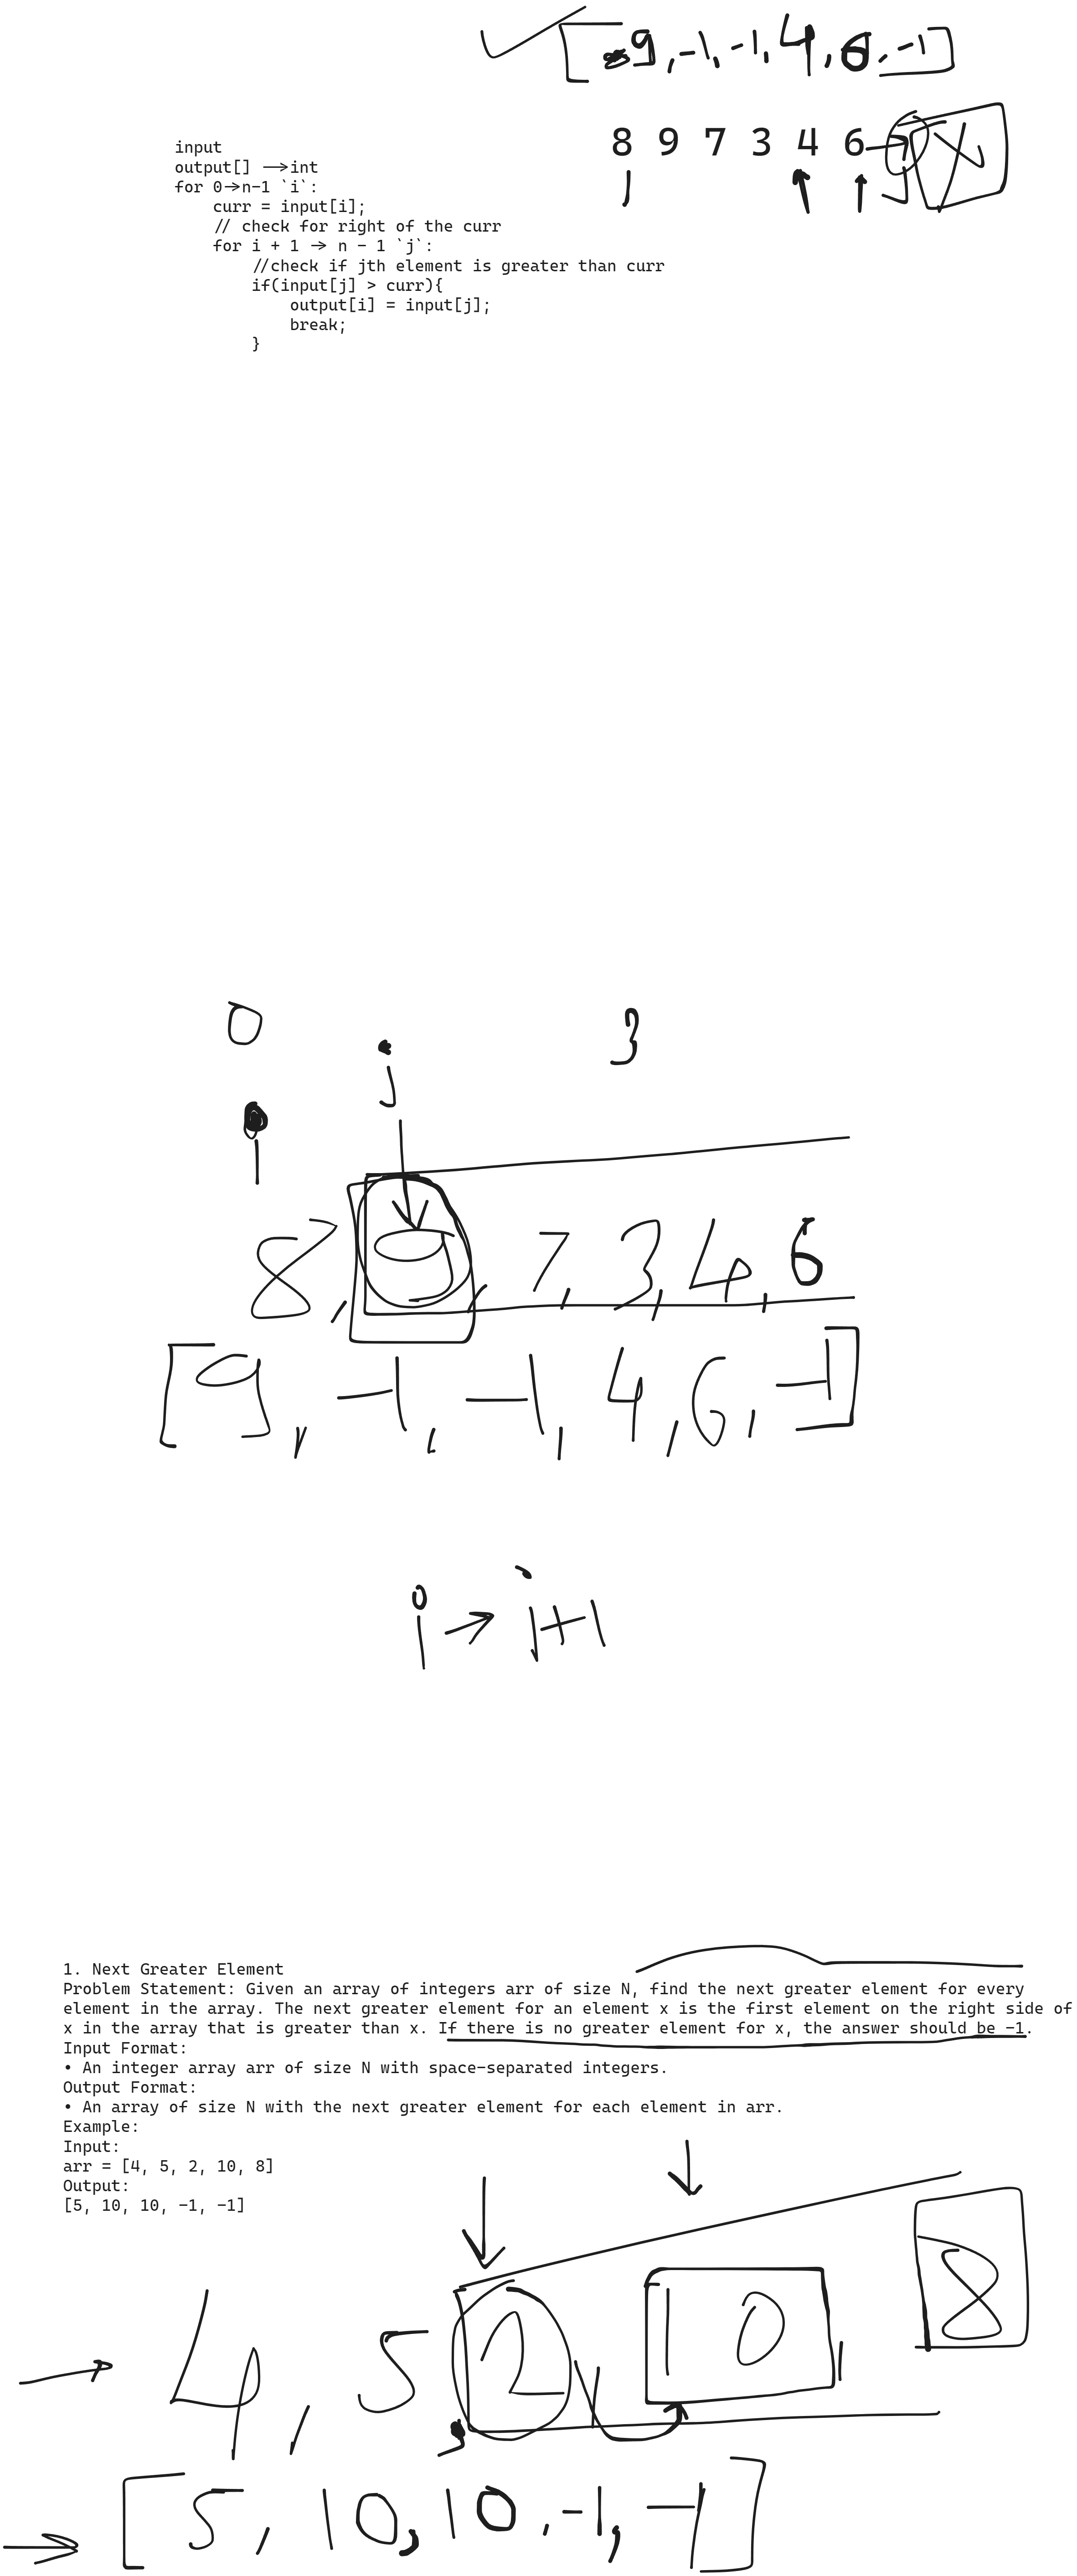 [9, -1, -1, 4, 6, -1]
8 9 7 3 4 6
input
output[] ->int
for 0->n-1 `i`:
curr = input[i];
// check for right of the curr
for i + 1 -> n - 1 `j`:
//check if jth element is greater than curr
if(input[j] > curr){
output[i] = input[j];
break;
}
0 3
i j
8, 9, 7, 3, 4, 6
[9, -1, -1, 4, 6, -1]
i → j+1
1. Next Greater Element
Problem Statement: Given an array of integers arr of size N, find the next greater element for every
element in the array. The next greater element for an element x is the first element on the right side of
x in the array that is greater than x. If there is no greater element for x, the answer should be -1.
Input Format:
• An integer array arr of size N with space-separated integers.
Output Format:
• An array of size N with the next greater element for each element in arr.
Example:
Input:
arr = [4, 5, 2, 10, 8]
Output:
[5, 10, 10, -1, -1]
4, 5, 2, 10, 8
[5, 10, 10, -1, -1]